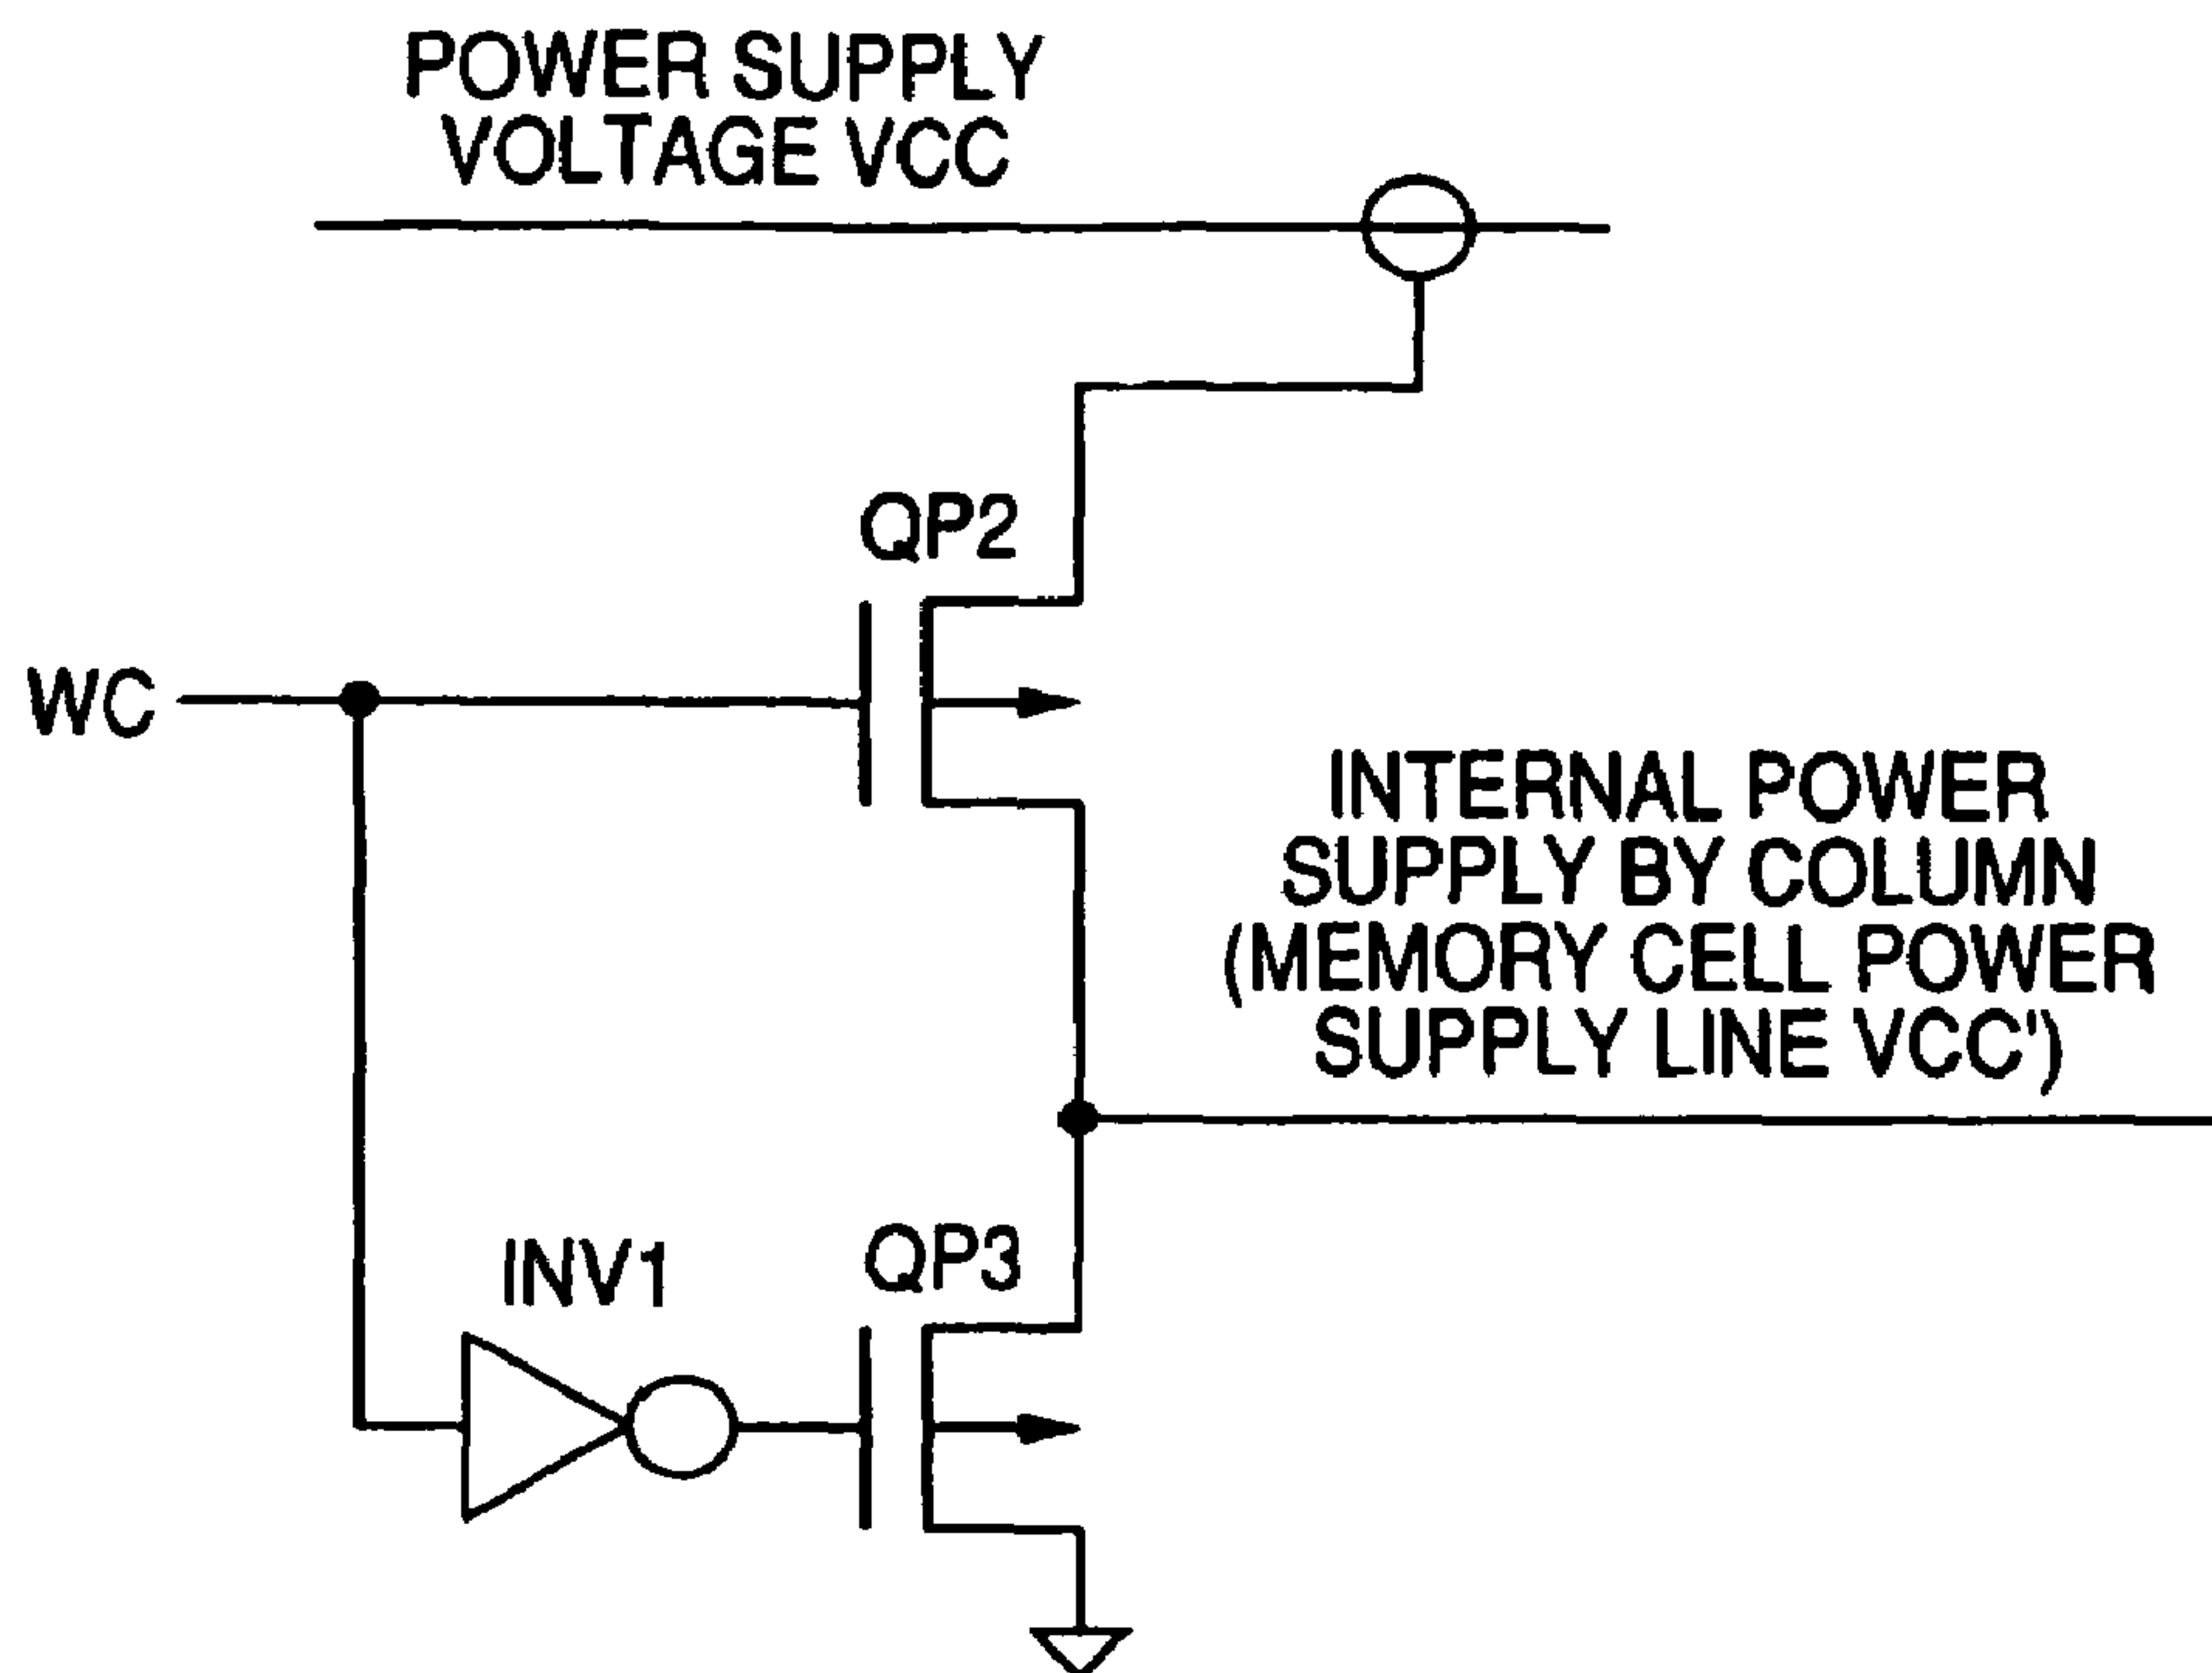 POWER SUPPLY
VOLTAGE VCC
QP2
WC
INTERNAL POWER
SUPPLY BY COLUMN
(MEMORY CELL POWER
SUPPLY LINE VCC')
INV1
QP3